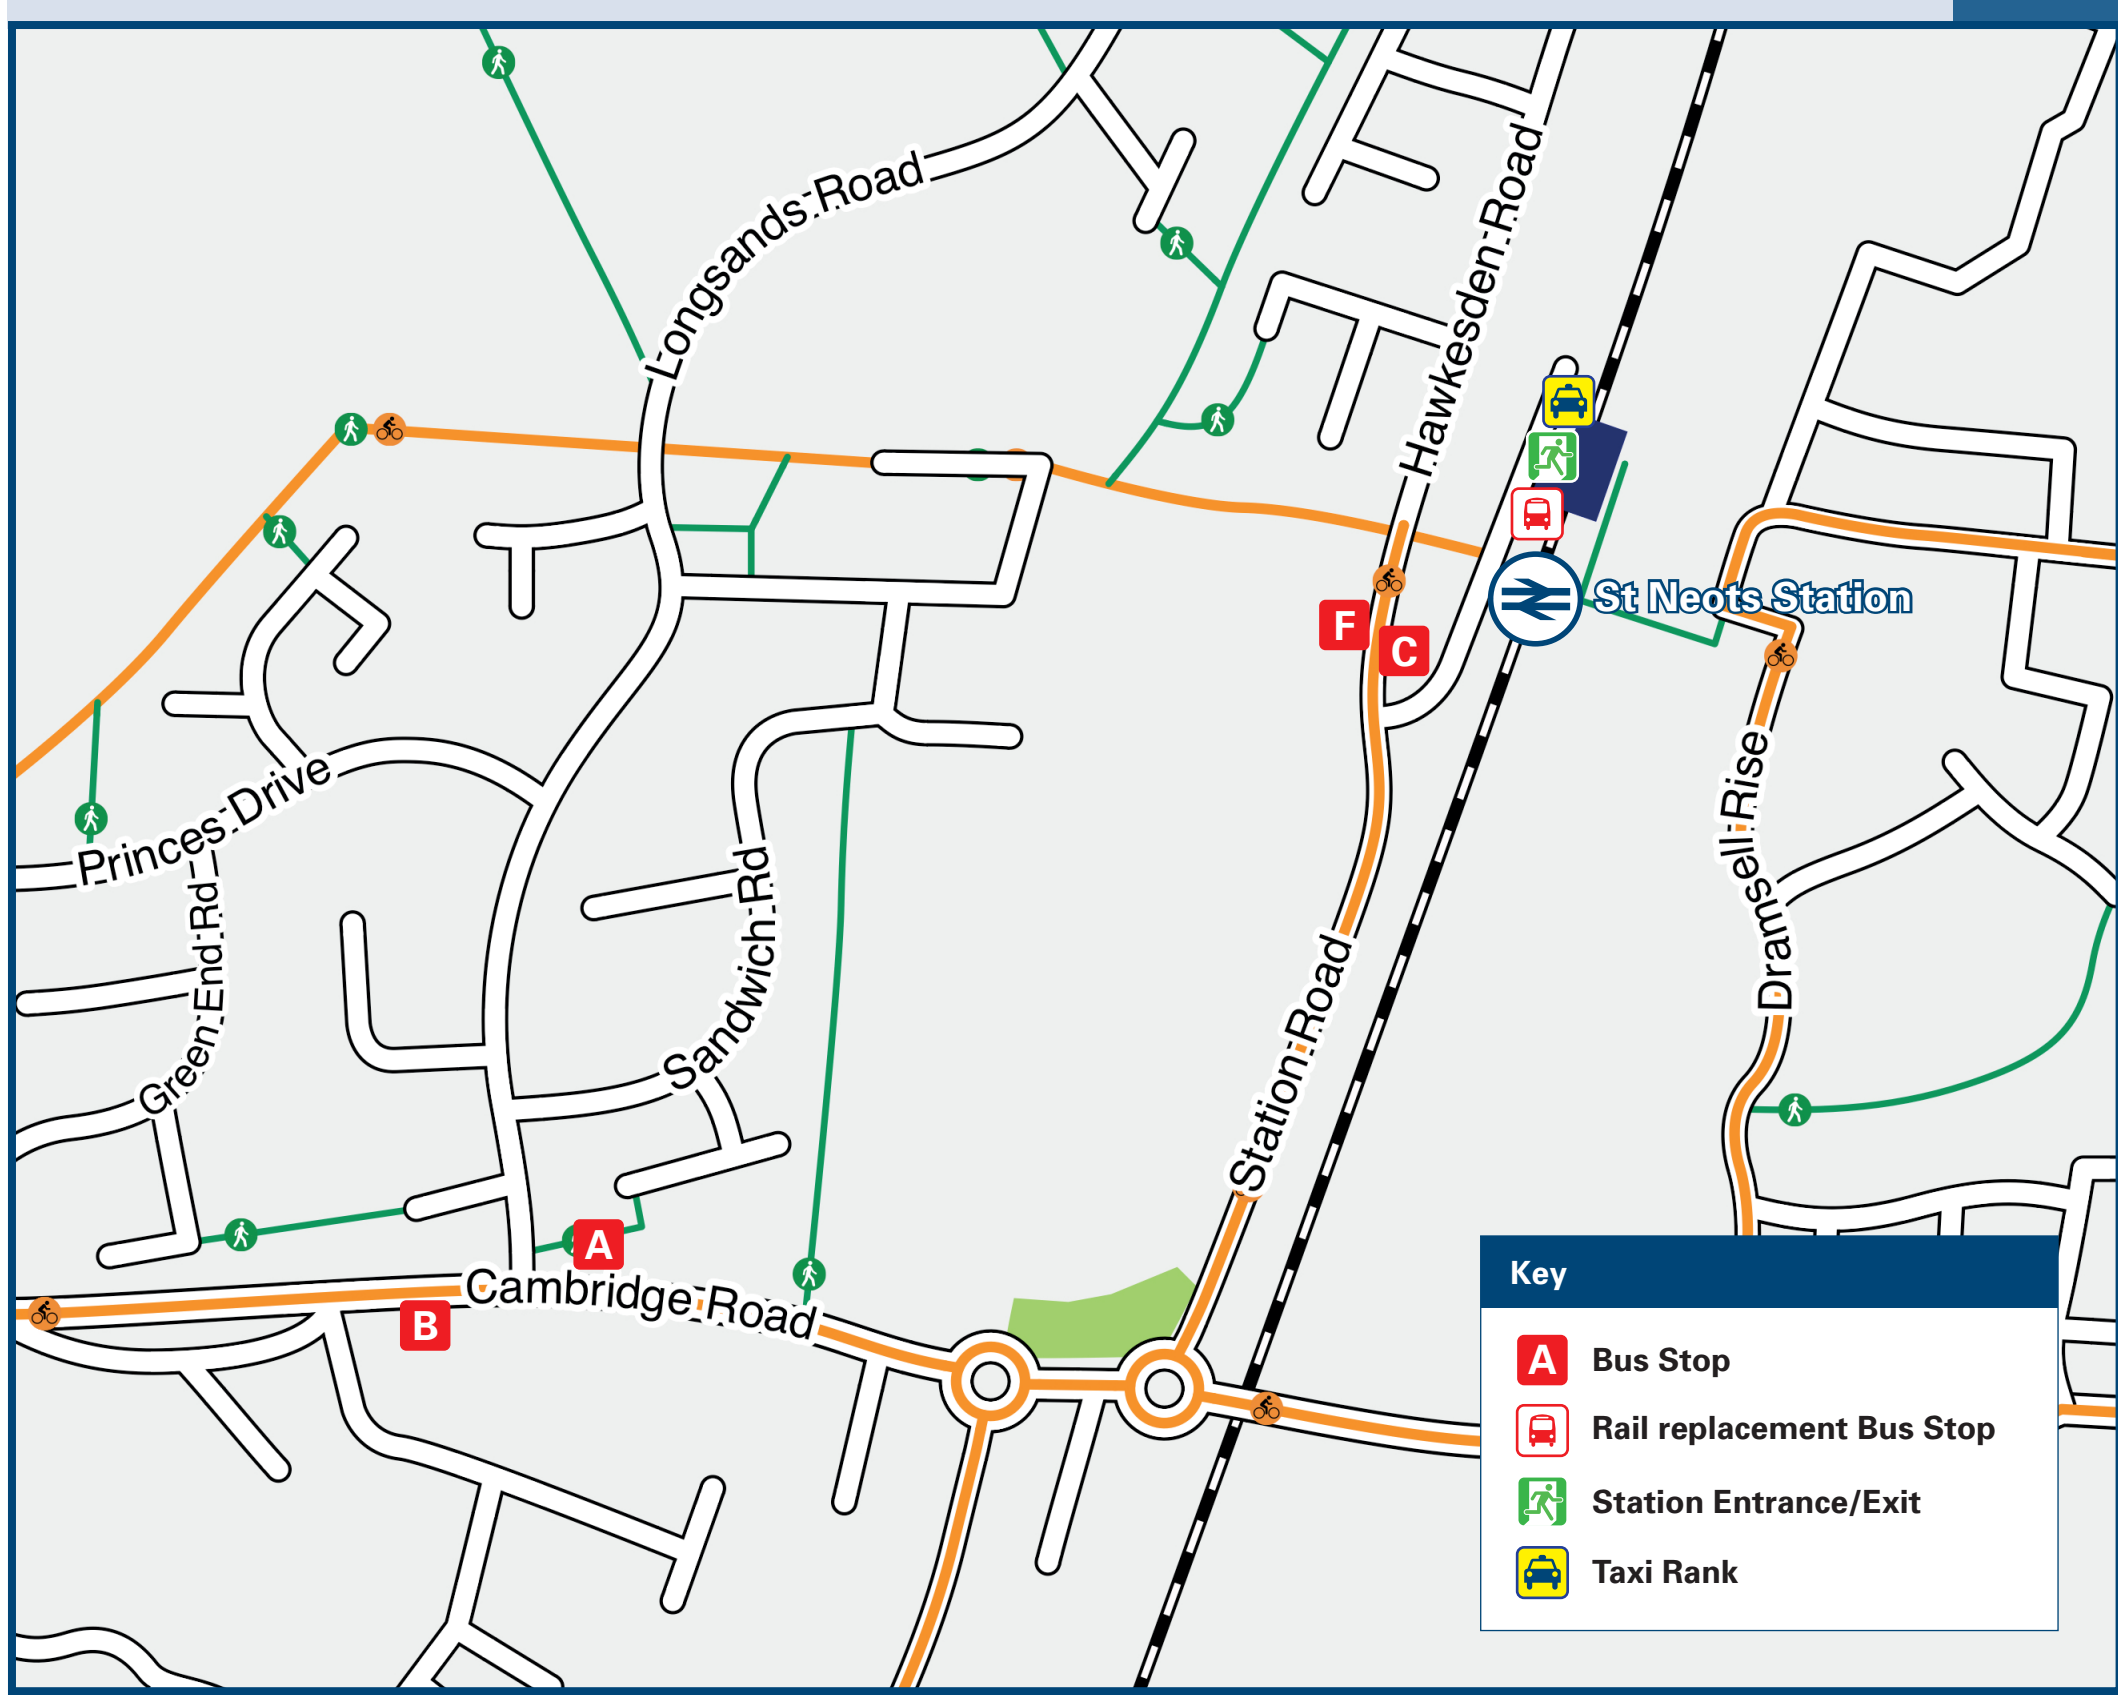 Longsands Road
Hawkesden Road
St Neots Station
F
C
Princes Drive
Green End Rd
Sandwich Rd
Station Road
Dramsell Rise
A
B
Cambridge Road
Key
A Bus Stop
Rail replacement Bus Stop
Station Entrance/Exit
Taxi Rank